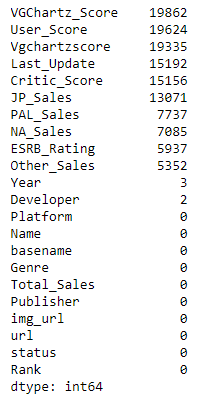 VGChartz_Score 19862
User_Score 19624
Vgchartzscore 19335
Last_Update 15192
Critic_Score 15156
JP_Sales 13071
PAL_Sales 7737
NA_Sales 7085
ESRB_Rating 5937
Other_Sales 5352
Year 3
Developer 2
Platform 0
Name 0
basename 0
Genre 0
Total_Sales 0
Publisher 0
img_url 0
url 0
status 0
Rank 0
dtype: int64